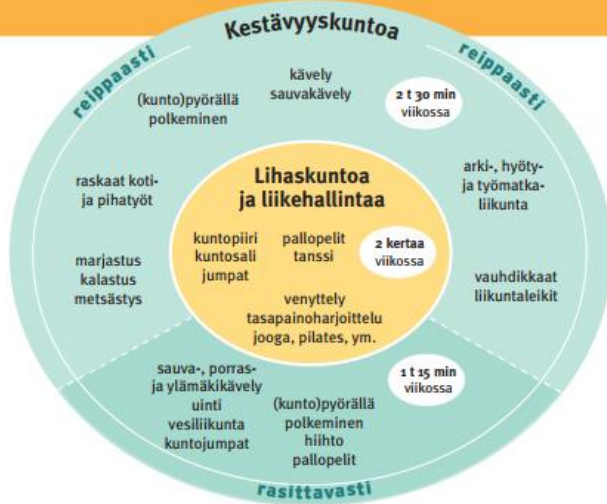 Kestävyyskuntoa
reippaasti
reippaasti
kävely
sauvakävely
(kunto)pyörällä
polkeminen
2 t 30 min
viikossa
raskaat koti-
ja pihatyöt
marjastus
kalastus
metsästys
arki-, hyöty-
ja työmatka-
liikunta
vauhdikkaat
liikuntaleikit
Lihaskuntoa
ja liikehallintaa
kuntopiiri
kuntosali
jumpat
pallopelit
tanssi
2 kertaa
viikossa
venyttely
tasapainoharjoittelu
jooga, pilates, ym.
sauva-, porras-
ja ylämäkikävely
uinti
vesiliikunta
kuntojumpat
(kunto)pyörällä
polkeminen
hiihto
pallopelit
1 t 15 min
viikossa
rasittavasti